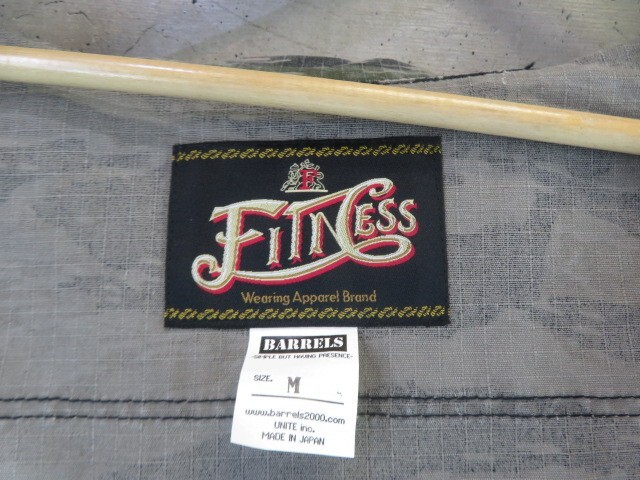 F
FITNESS
Wearing Apparel Brand
BARRELS
-SIMPLE BUT HAVING PRESENCE-
SIZE. M
www.barrels2000.com
UNITE inc.
MADE IN JAPAN